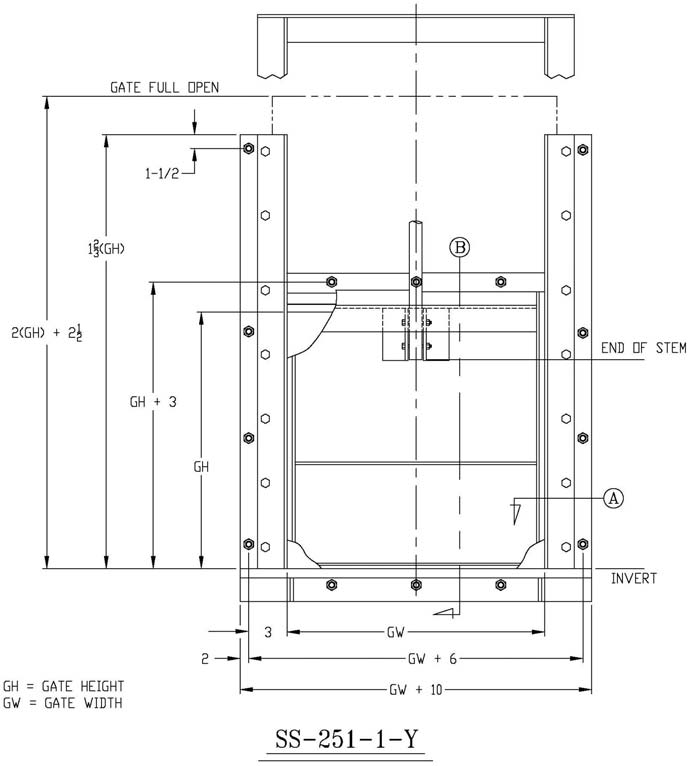 GATE FULL OPEN
1-1/2
1⅔(GH)
B
2(GH) + 2½
END OF STEM
GH + 3
GH
A
INVERT
3
GW
2
GW + 6
GW + 10
GH = GATE HEIGHT
GW = GATE WIDTH
SS-251-1-Y